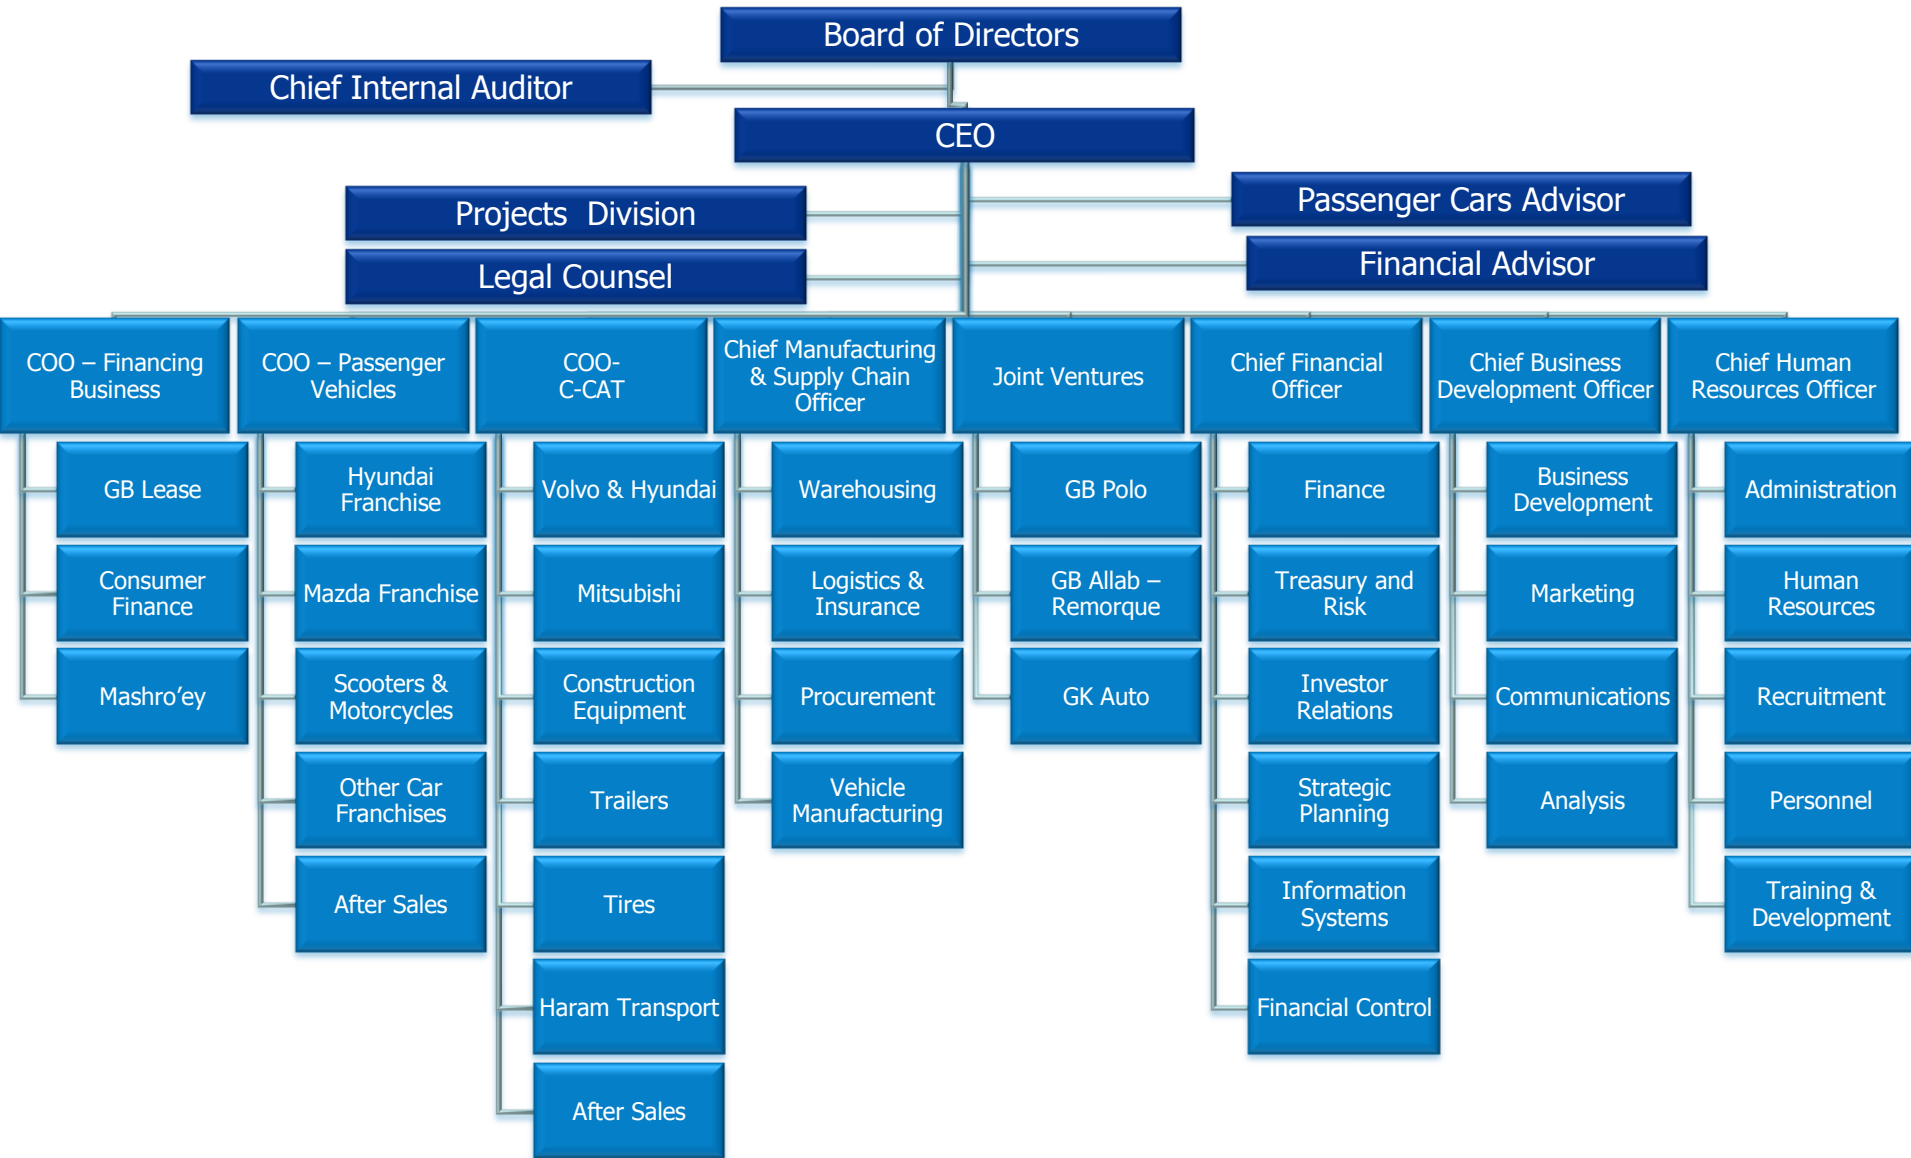 Board of Directors
Chief Internal Auditor
CEO
Projects  Division
Passenger Cars Advisor
Legal Counsel
Financial Advisor
COO – Financing
Business
COO – Passenger
Vehicles
COO-
C-CAT
Chief Manufacturing
& Supply Chain
Officer
Joint Ventures
Chief Financial
Officer
Chief Business
Development Officer
Chief Human
Resources Officer
GB Lease
Consumer
Finance
Mashro’ey
Hyundai
Franchise
Mazda Franchise
Scooters &
Motorcycles
Other Car
Franchises
After Sales
Volvo & Hyundai
Mitsubishi
Construction
Equipment
Trailers
Tires
Haram Transport
After Sales
Warehousing
Logistics &
Insurance
Procurement
Vehicle
Manufacturing
GB Polo
GB Allab –
Remorque
GK Auto
Finance
Treasury and
Risk
Investor
Relations
Strategic
Planning
Information
Systems
Financial Control
Business
Development
Marketing
Communications
Analysis
Administration
Human
Resources
Recruitment
Personnel
Training &
Development